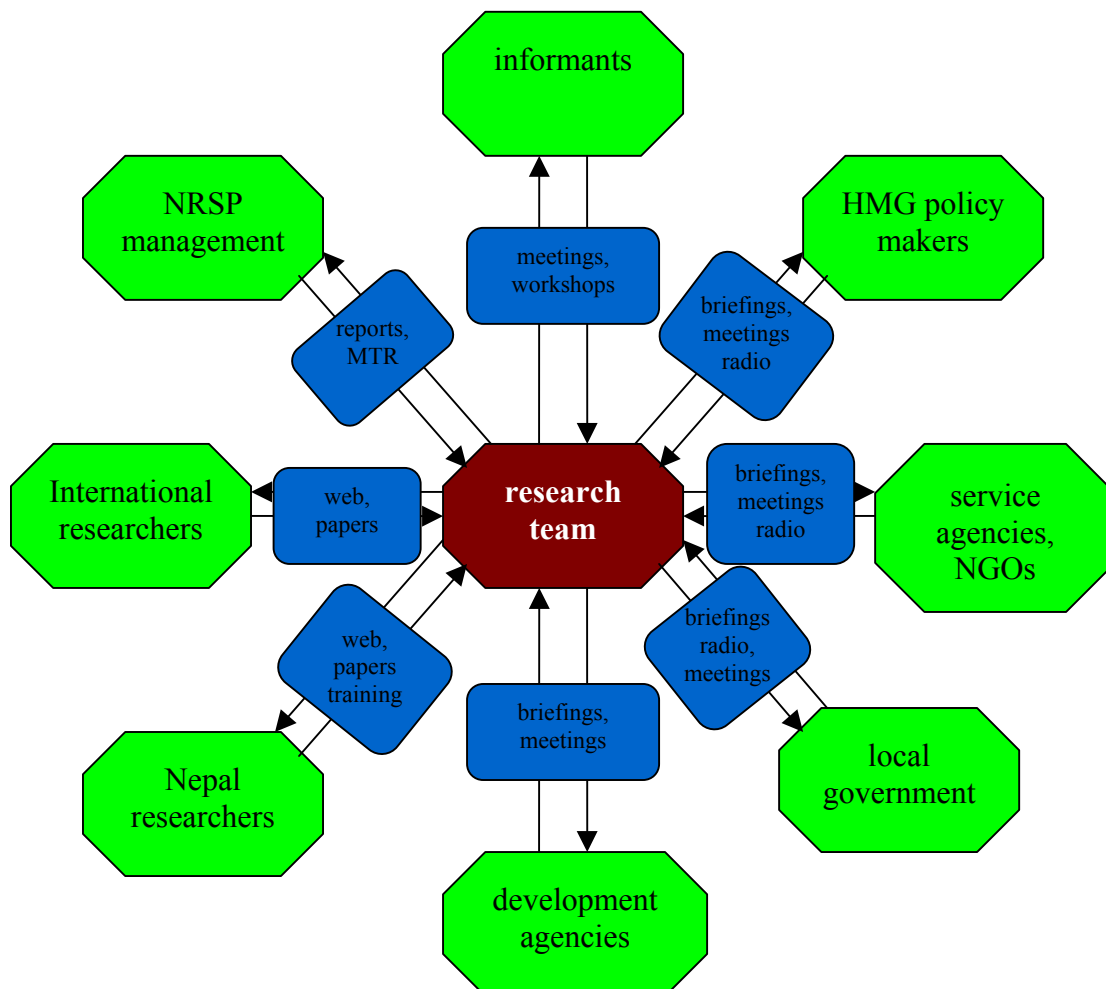 informants
NRSP
management
HMG policy
makers
meetings,
workshops
briefings,
meetings
radio
reports,
MTR
International
researchers
web,
papers
research
team
briefings,
meetings
radio
service
agencies,
NGOs
web,
papers
training
briefings
radio,
meetings
briefings,
meetings
Nepal
researchers
local
government
development
agencies